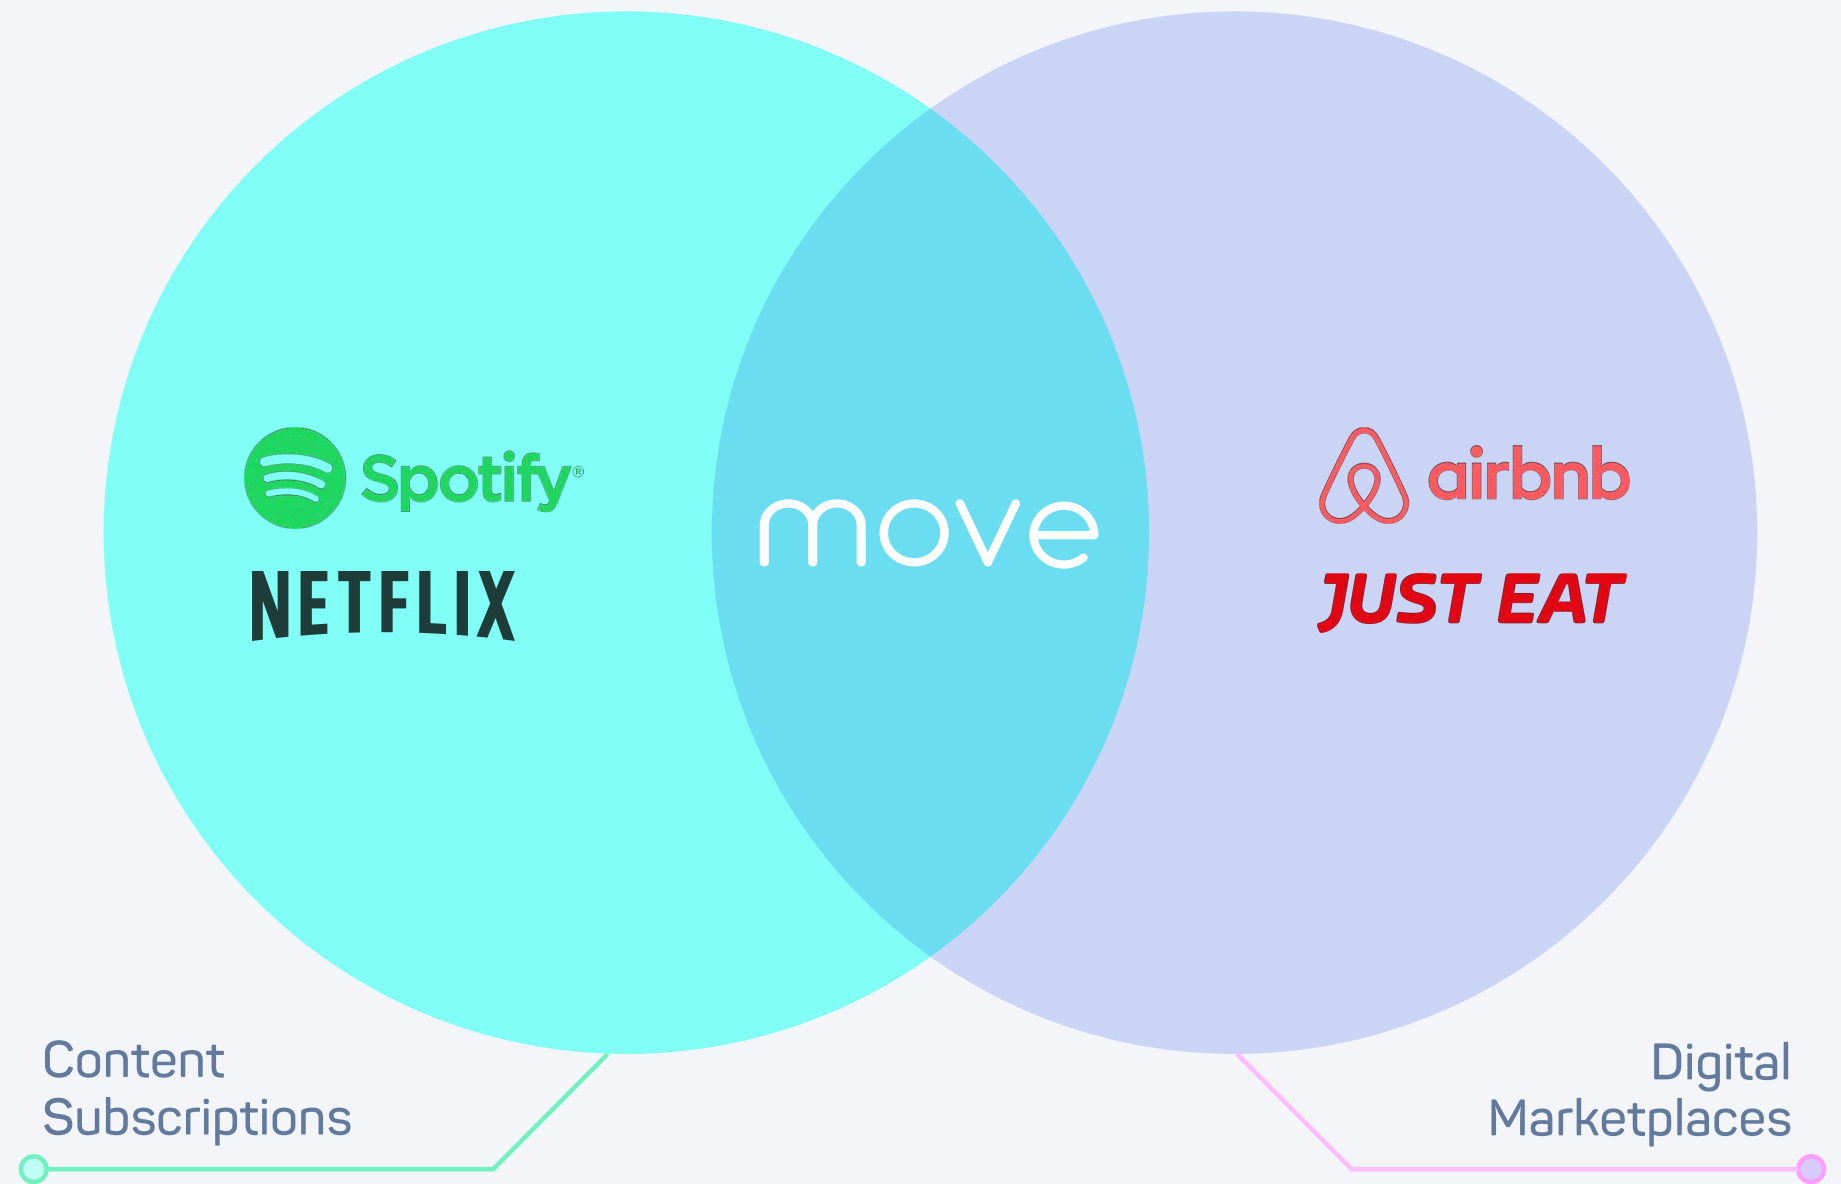 Spotify®
NETFLIX
move
airbnb
JUST EAT
Content
Subscriptions
Digital
Marketplaces